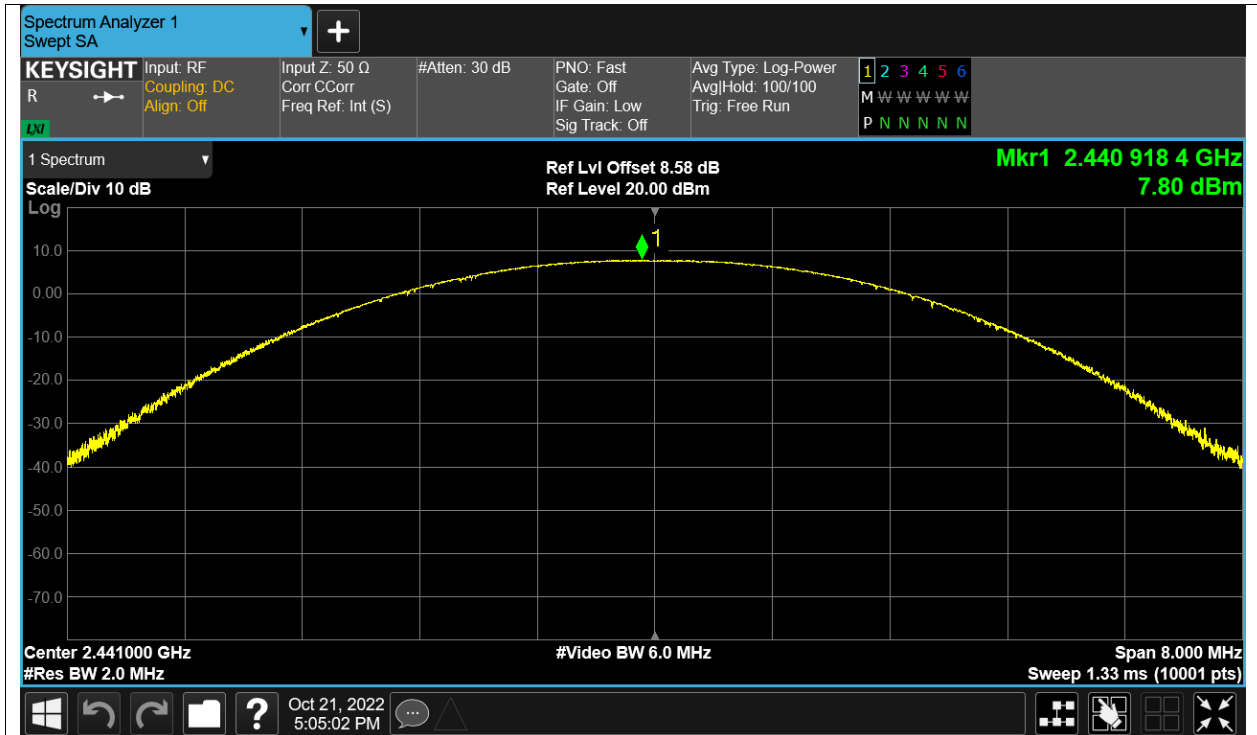 Spectrum Analyzer 1
Swept SA
KEYSIGHT
R
LXI
Input: RF
Coupling: DC
Align: Off
Input Z: 50 Ω
Corr CCorr
Freq Ref: Int (S)
#Atten: 30 dB
PNO: Fast
Gate: Off
IF Gain: Low
Sig Track: Off
Avg Type: Log-Power
Avg|Hold: 100/100
Trig: Free Run
1 2 3 4 5 6
M W W W W W
P N N N N N N
1 Spectrum
Scale/Div 10 dB
Log
Ref Lvl Offset 8.58 dB
Ref Level 20.00 dBm
Mkr1 2.440 918 4 GHz
7.80 dBm
1
10.0
0.00
-10.0
-20.0
-30.0
-40.0
-50.0
-60.0
-70.0
Center 2.441000 GHz
#Res BW 2.0 MHz
#Video BW 6.0 MHz
Span 8.000 MHz
Sweep 1.33 ms (10001 pts)
?
Oct 21, 2022
5:05:02 PM